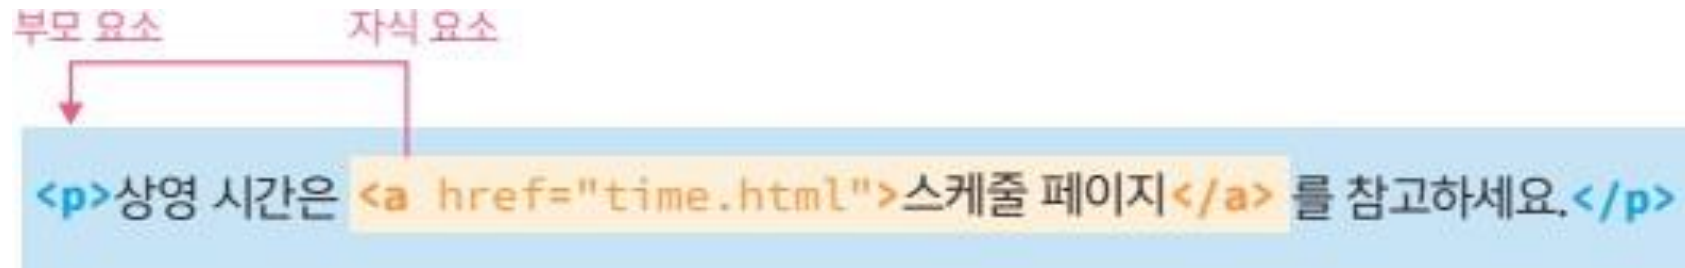 부모 요소 자식 요소
<p>상영 시간은 <a href="time.html">스케줄 페이지</a> 를 참고하세요.</p>